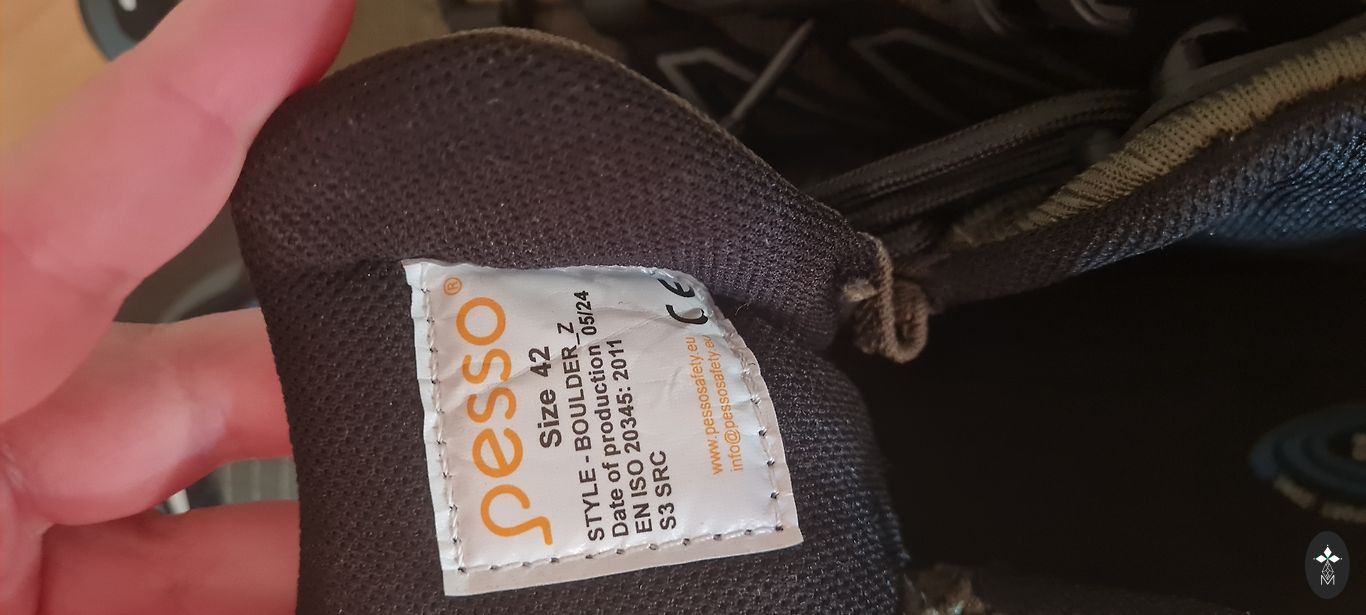 pesso®
Size 42
STYLE - BOULDER_Z
Date of production 05/24
EN ISO 20345: 2011
S3 SRC
www.pessosafety.eu
info@pessosafety.eu
CE
M